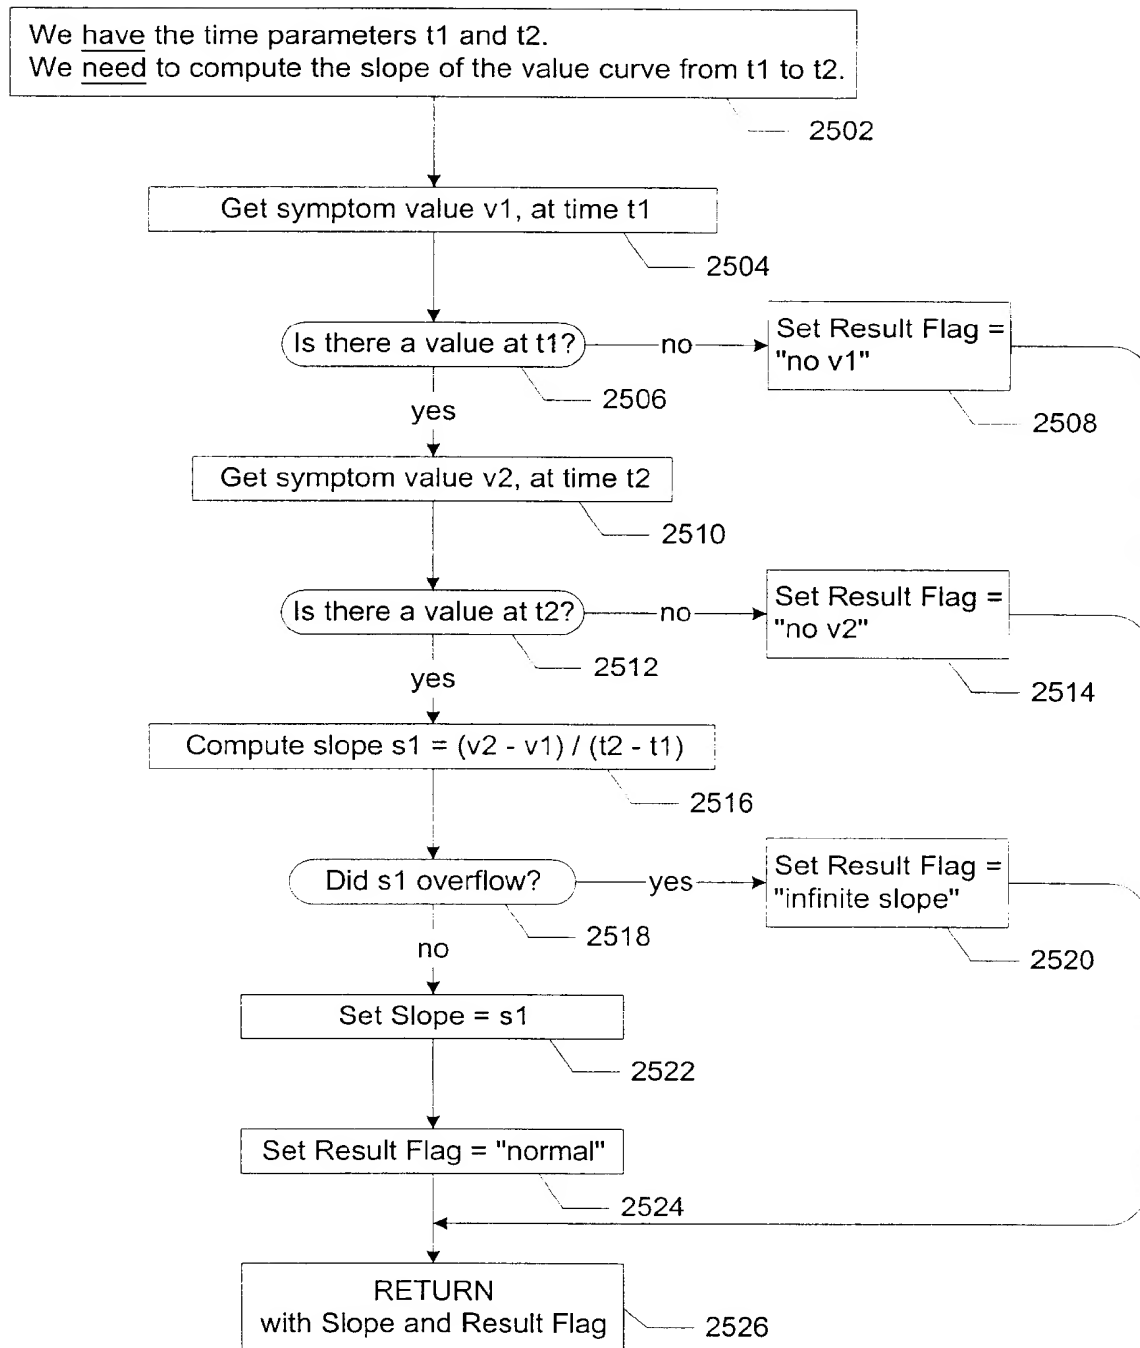 We have the time parameters t1 and t2.
We need to compute the slope of the value curve from t1 to t2.
2502
Get symptom value v1, at time t1
2504
Is there a value at t1?
no
Set Result Flag =
"no v1"
2506
2508
yes
Get symptom value v2, at time t2
2510
Is there a value at t2?
no
Set Result Flag =
"no v2"
2512
2514
yes
Compute slope s1 = (v2 - v1) / (t2 - t1)
2516
Did s1 overflow?
yes
Set Result Flag =
"infinite slope"
2518
2520
no
Set Slope = s1
2522
Set Result Flag = "normal"
2524
RETURN
with Slope and Result Flag
2526